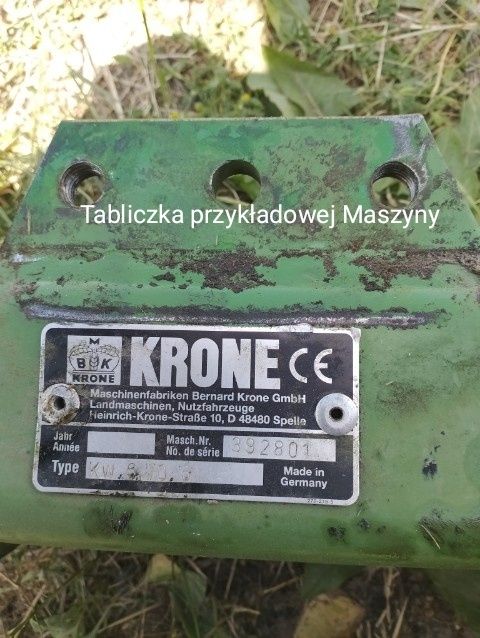 Tabliczka przykładowej Maszyny
M
B K
KRONE
KRONE CE
Maschinenfabriken Bernard Krone GmbH
Landmaschinen, Nutzfahrzeuge
Heinrich-Krone-Straße 10, D 48480 Spelle
Jahr
Année
Masch.Nr.
No. de série
392801
Type
KW
Made in
Germany